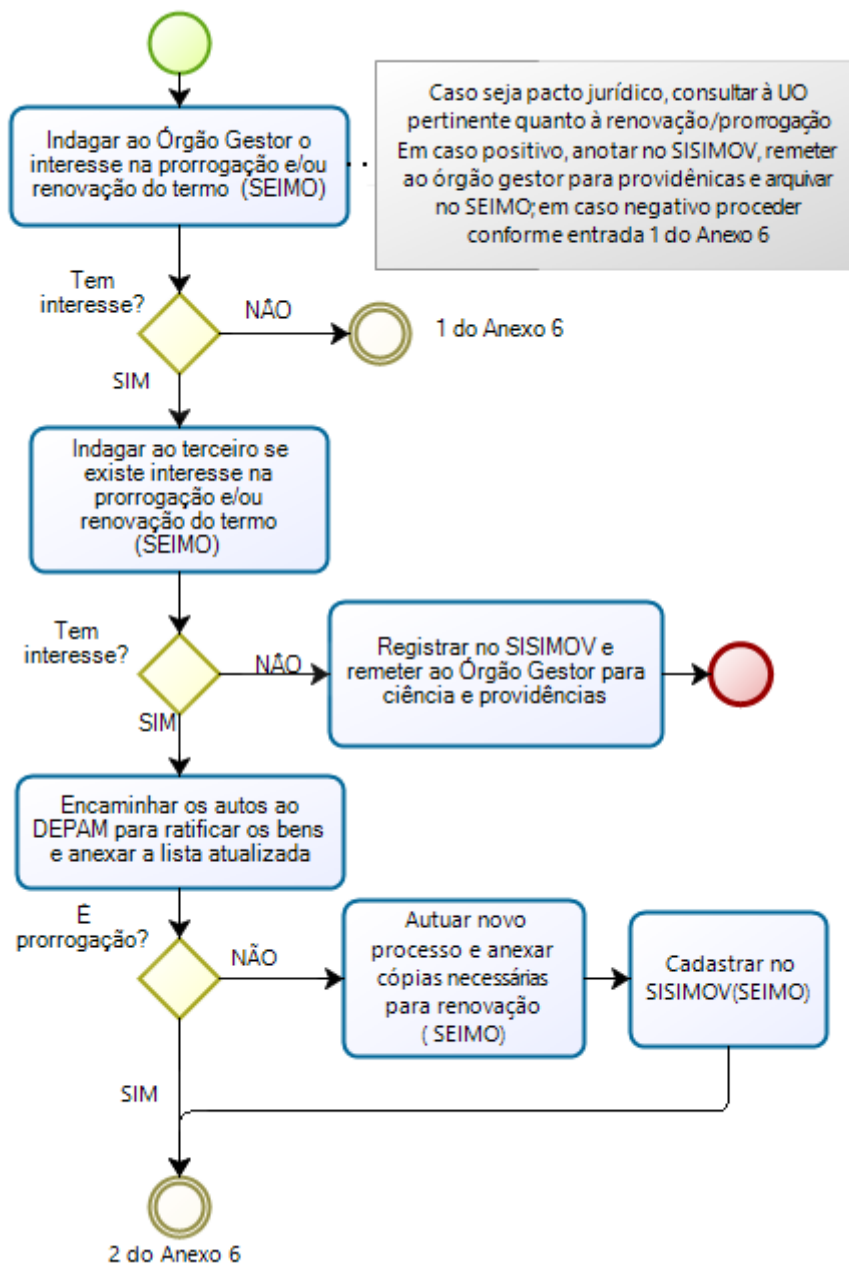 Indagar ao Órgão Gestor o
interesse na prorrogação e/ou
renovação do termo (SEIMO)
Caso seja pacto jurídico, consultar à UO
pertinente quanto à renovação/prorrogação
Em caso positivo, anotar no SISIMOV, remeter
ao órgão gestor para providênicas e arquivar
no SEIMO; em caso negativo proceder
conforme entrada 1 do Anexo 6
Tem
interesse?
NÃO
1 do Anexo 6
SIM
Indagar ao terceiro se
existe interesse na
prorrogação e/ou
renovação do termo
(SEIMO)
Tem
interesse?
NÃO
Registrar no SISIMOV e
remeter ao Órgão Gestor para
ciência e providências
SIM
Encaminhar os autos ao
DEPAM para ratificar os bens
e anexar a lista atualizada
É
prorrogação?
NÃO
Autuar novo
processo e anexar
cópias necessárias
para renovação
( SEIMO)
Cadastrar no
SISIMOV(SEIMO)
SIM
2 do Anexo 6